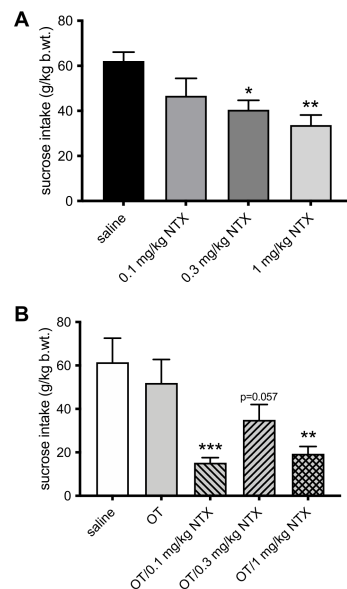 A
sucrose intake (g/kg b.wt.)
80
60
40
20
0
*
**
saline
0.1 mg/kg NTX
0.3 mg/kg NTX
1 mg/kg NTX
B
sucrose intake (g/kg b.wt.)
80
60
40
20
0
***
p=0.057
**
saline
OT
OT/0.1 mg/kg NTX
OT/0.3 mg/kg NTX
OT/1 mg/kg NTX